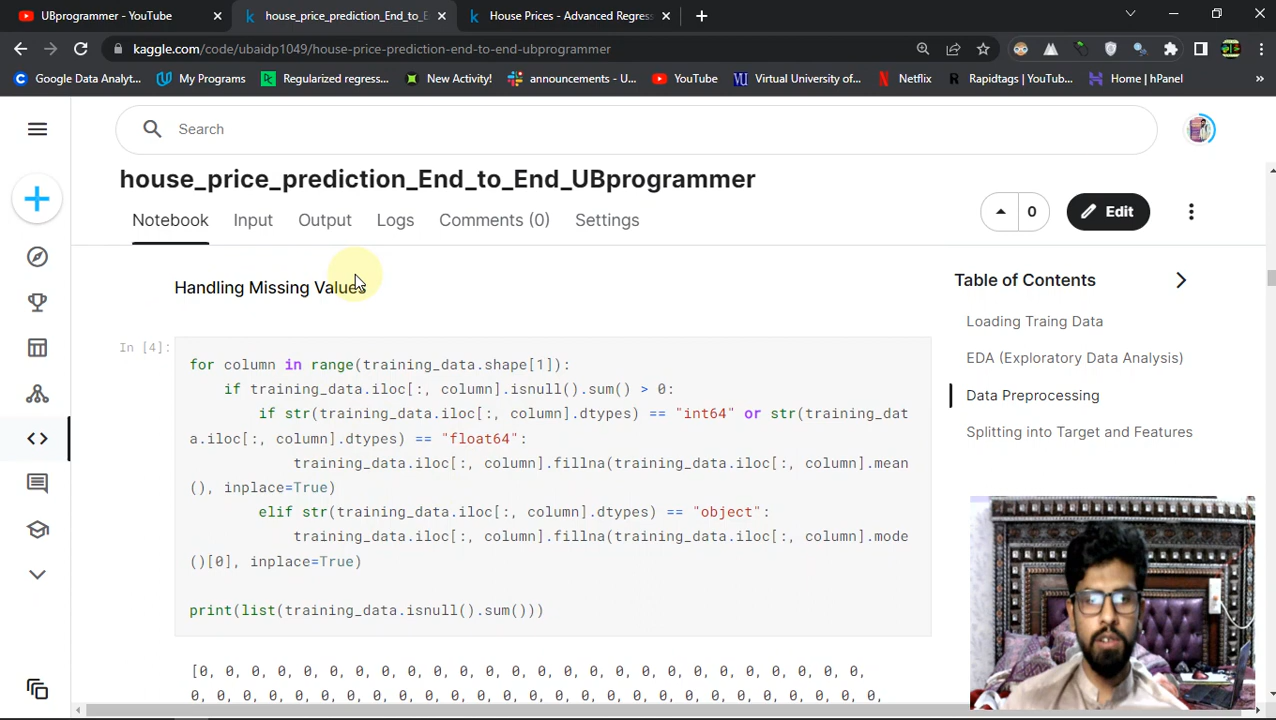 UBprogrammer - YouTube
house_price_prediction_End_to_E
House Prices - Advanced Regress
kaggle.com/code/ubaidp1049/house-price-prediction-end-to-end-ubprogrammer
Google Data Analyt...
My Programs
Regularized regress...
New Activity!
announcements - U...
YouTube
Virtual University of...
Netflix
Rapidtags | YouTub...
Home | hPanel
»
Search
house_price_prediction_End_to_End_UBprogrammer
Notebook
Input
Output
Logs
Comments (0)
Settings
0
Edit
Handling Missing Values
In [4]:
for column in range(training_data.shape[1]):
if training_data.iloc[:, column].isnull().sum() > 0:
if str(training_data.iloc[:, column].dtypes) == "int64" or str(training_dat
a.iloc[:, column].dtypes) == "float64":
training_data.iloc[:, column].fillna(training_data.iloc[:, column].mean
(), inplace=True)
elif str(training_data.iloc[:, column].dtypes) == "object":
training_data.iloc[:, column].fillna(training_data.iloc[:, column].mode
()[0], inplace=True)
print(list(training_data.isnull().sum()))
[0, 0, 0, 0, 0, 0, 0, 0, 0, 0, 0, 0, 0, 0, 0, 0, 0, 0, 0, 0, 0, 0, 0, 0, 0, 0,
0, 0, 0, 0, 0, 0, 0, 0, 0, 0, 0, 0, 0, 0, 0, 0, 0, 0, 0, 0, 0, 0, 0, 0, 0, 0, 0,
Table of Contents
Loading Traing Data
EDA (Exploratory Data Analysis)
Data Preprocessing
Splitting into Target and Features